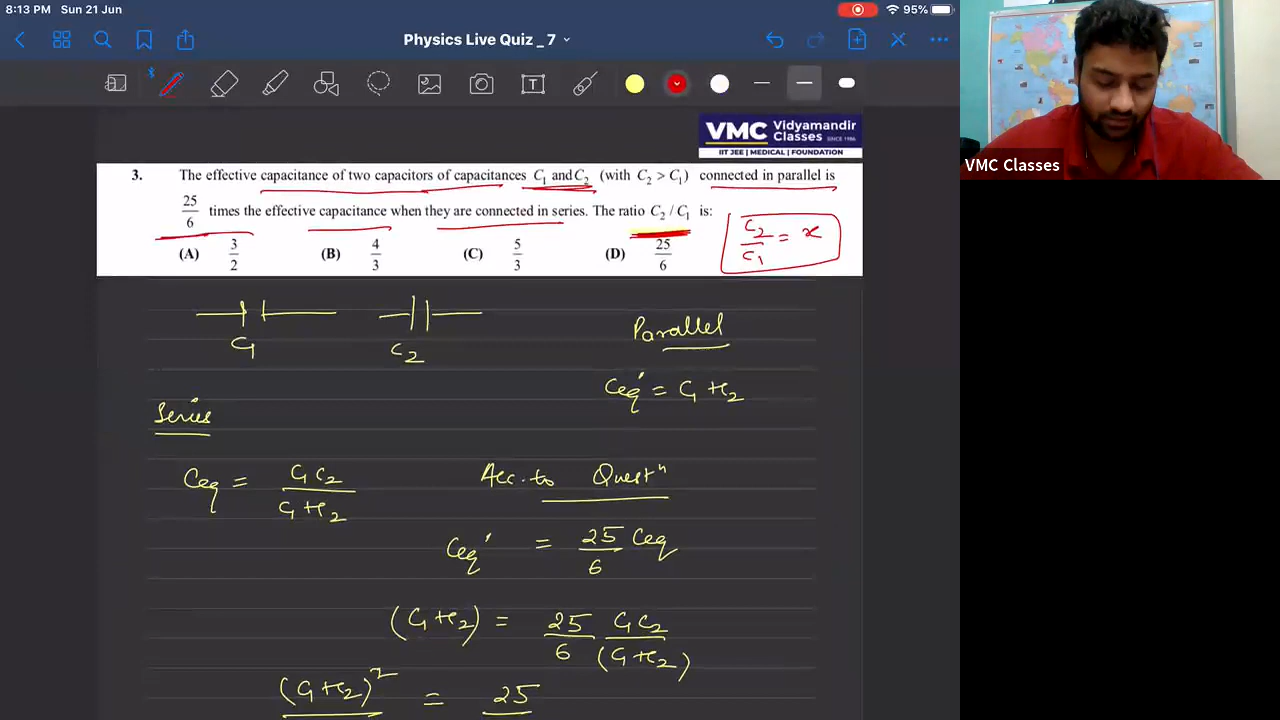 8:13 PM Sun 21 Jun
95%
Physics Live Quiz _ 7
T
VMC Vidyamandir Classes SINCE 1986
IIT JEE | MEDICAL | FOUNDATION
VMC Classes
3. The effective capacitance of two capacitors of capacitances C₁ and C₂ (with C₂ > C₁) connected in parallel is
25/6 times the effective capacitance when they are connected in series. The ratio C₂ / C₁ is:
(A) 3/2 (B) 4/3 (C) 5/3 (D) 25/6
C₂/C₁ = x
C₁ C₂
Parallel
Ceq' = C₁ + C₂
Series
Ceq = C₁C₂/C₁+C₂
Acc. to Questⁿ
Ceq' = 25/6 Ceq
(C₁+C₂) = 25/6 C₁C₂/(C₁+C₂)
(C₁+C₂)² = 25